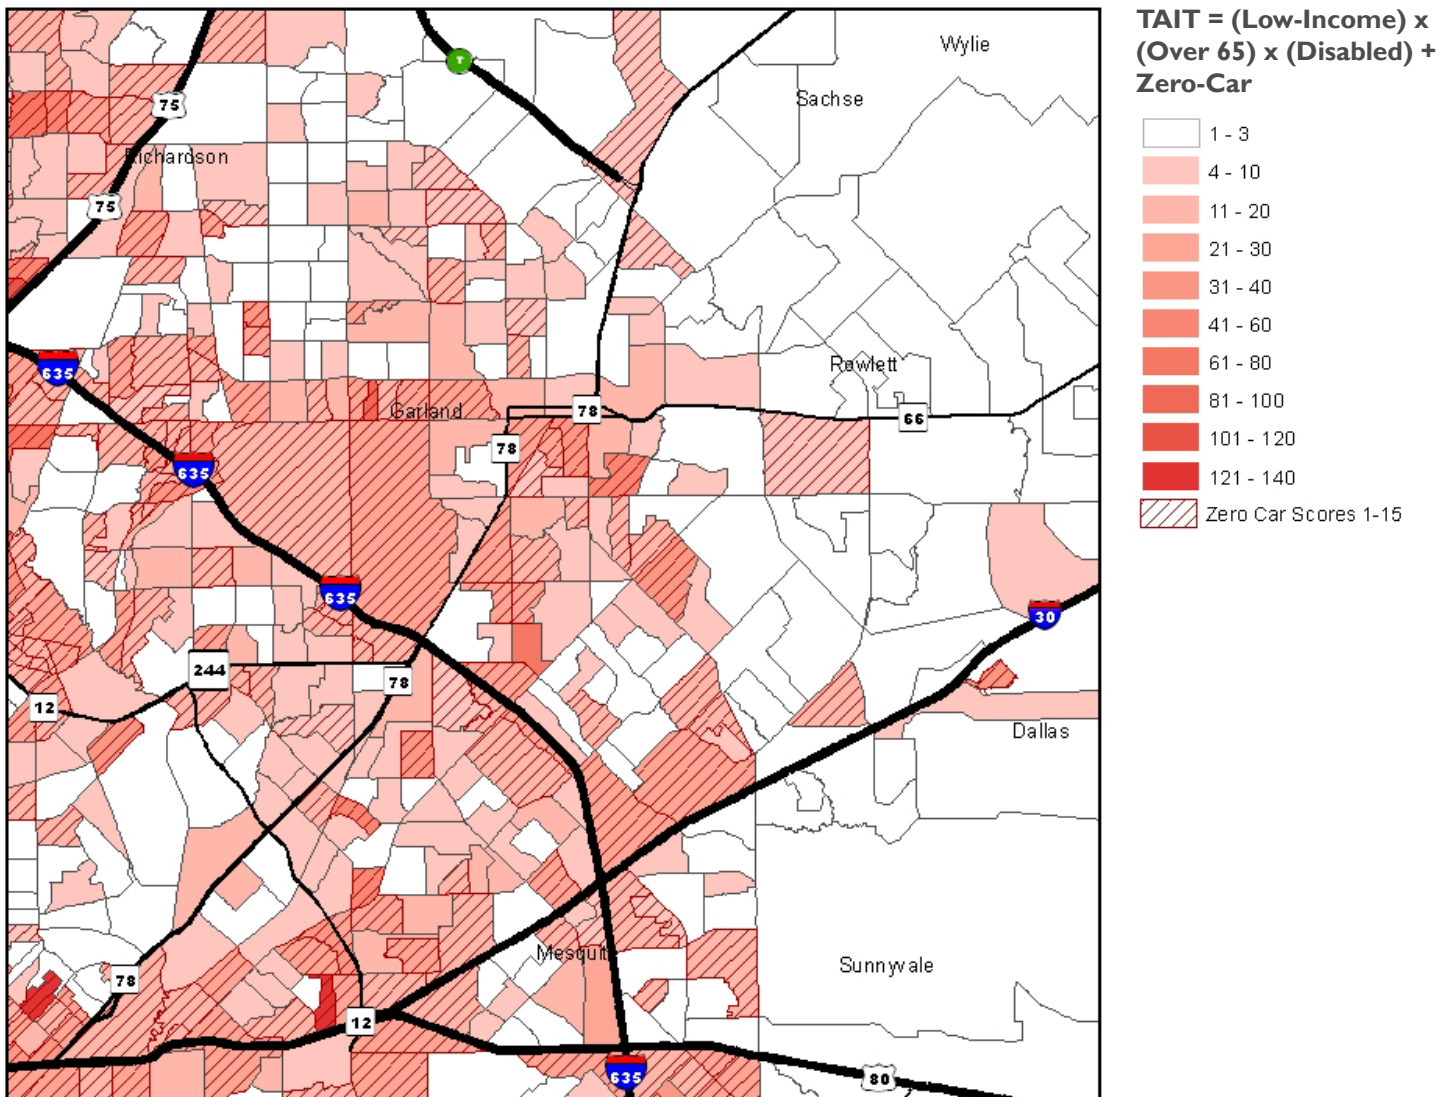 TAIT = (Low-Income) x
(Over 65) x (Disabled) +
Zero-Car
1 - 3
4 - 10
11 - 20
21 - 30
31 - 40
41 - 60
61 - 80
81 - 100
101 - 120
121 - 140
Zero Car Scores 1-15
Wylie
T
Sachse
75
Richardson
75
635
Rowlett
Garland
78
66
78
635
635
30
244
78
12
Dallas
Mesquit
Sunnyvale
78
12
635
80